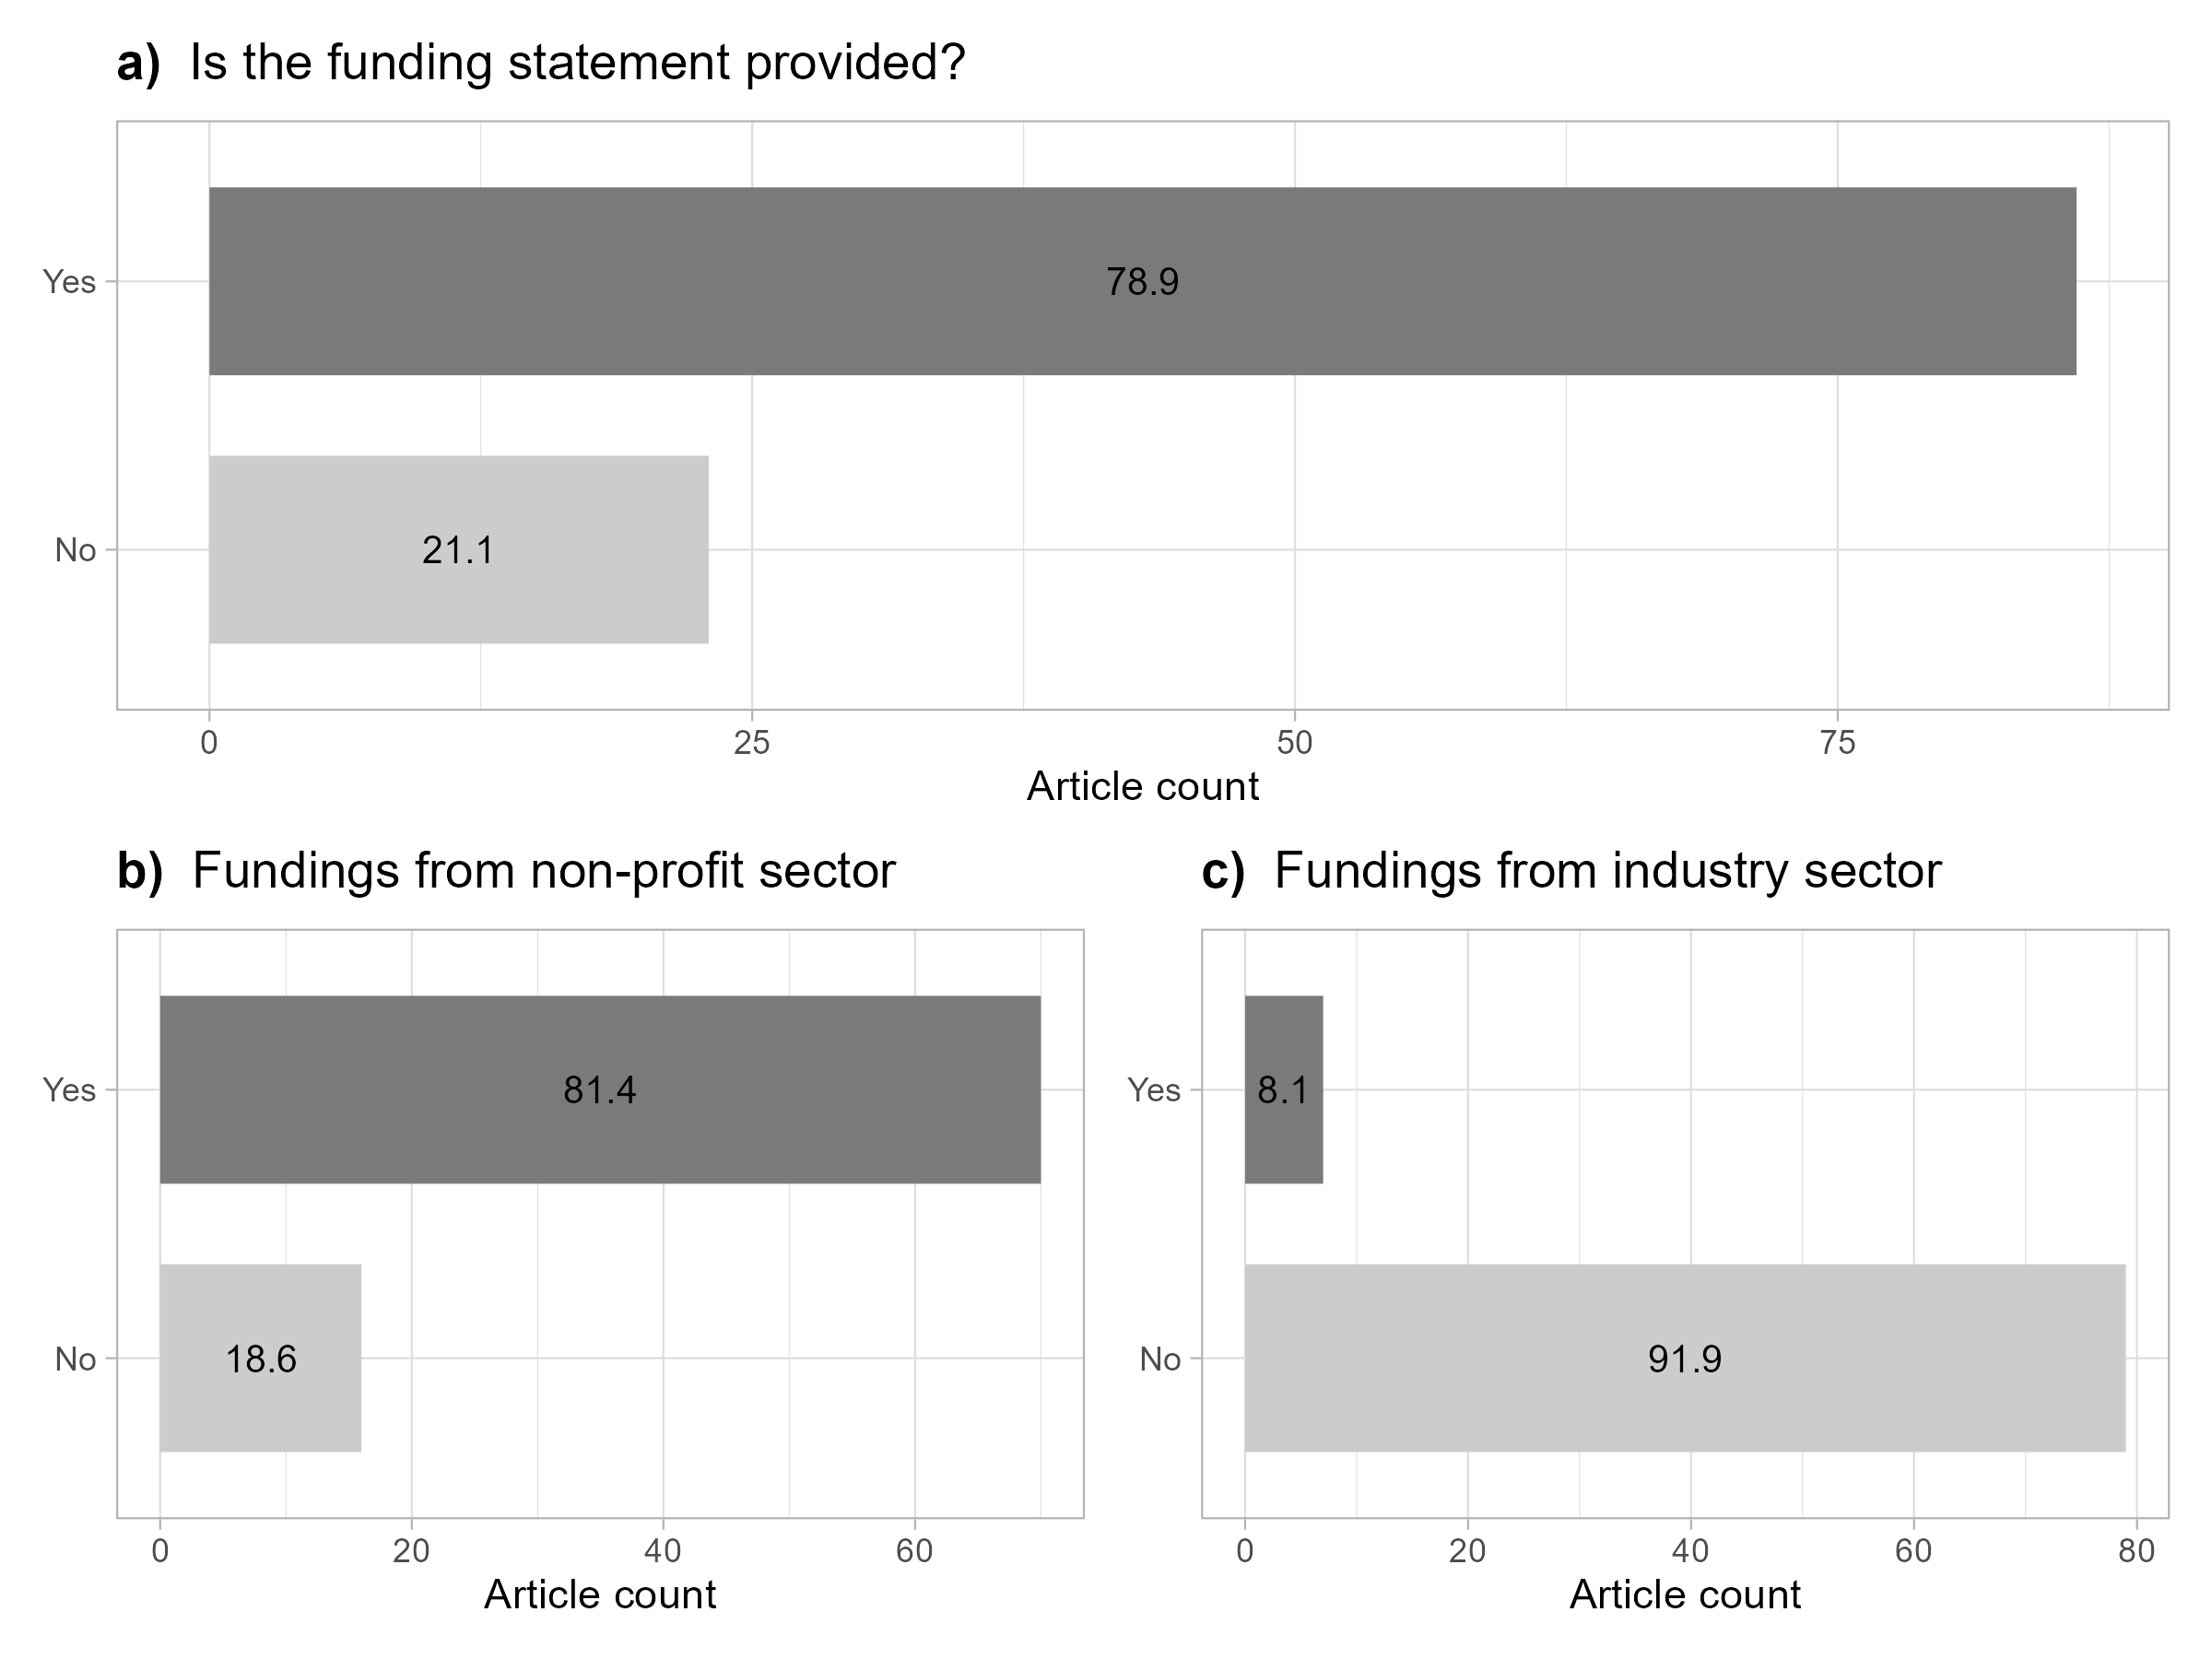 a) Is the funding statement provided?
Yes
78.9
No
21.1
0 25 50 75
Article count
b) Fundings from non-profit sector
Yes
81.4
No
18.6
0 20 40 60
Article count
c) Fundings from industry sector
Yes
8.1
No
91.9
0 20 40 60 80
Article count